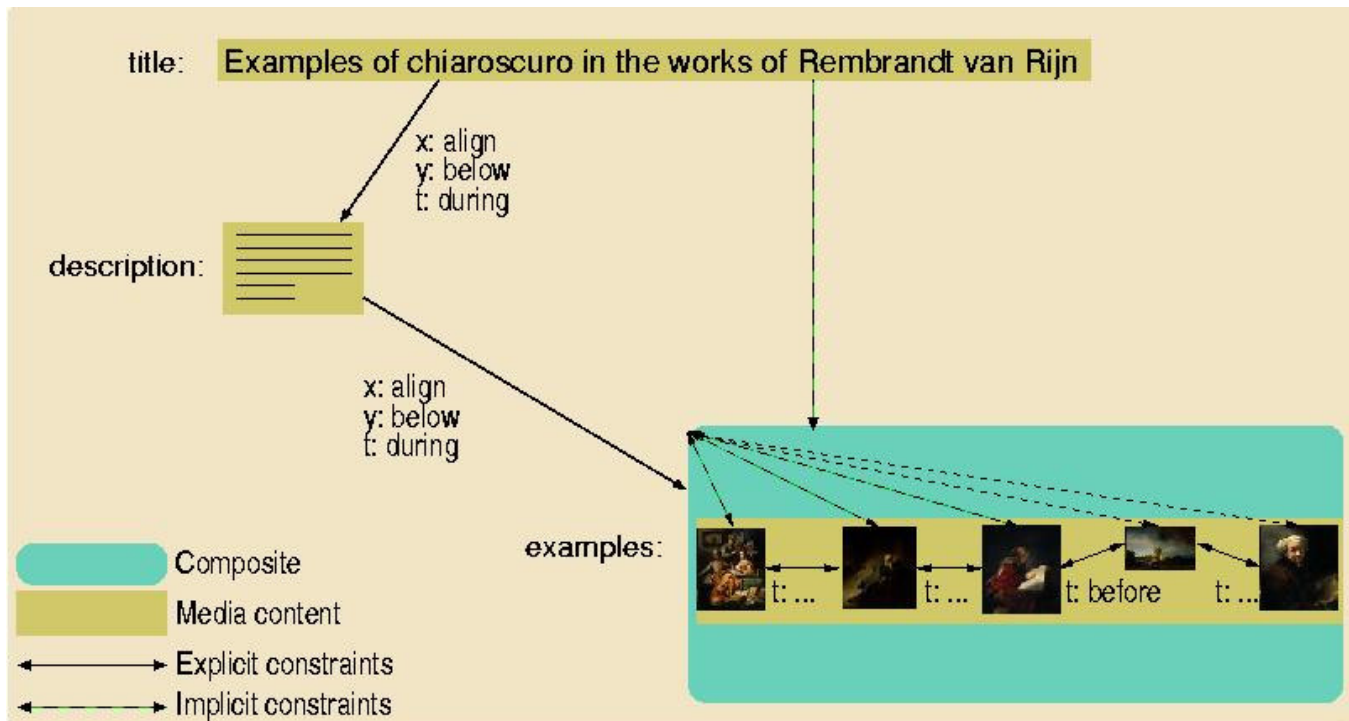 title: Examples of chiaroscuro in the works of Rembrandt van Rijn
x: align
y: below
t: during
description:
x: align
y: below
t: during
examples:
t: ... t: ... t: before t: ...
Composite
Media content
Explicit constraints
Implicit constraints